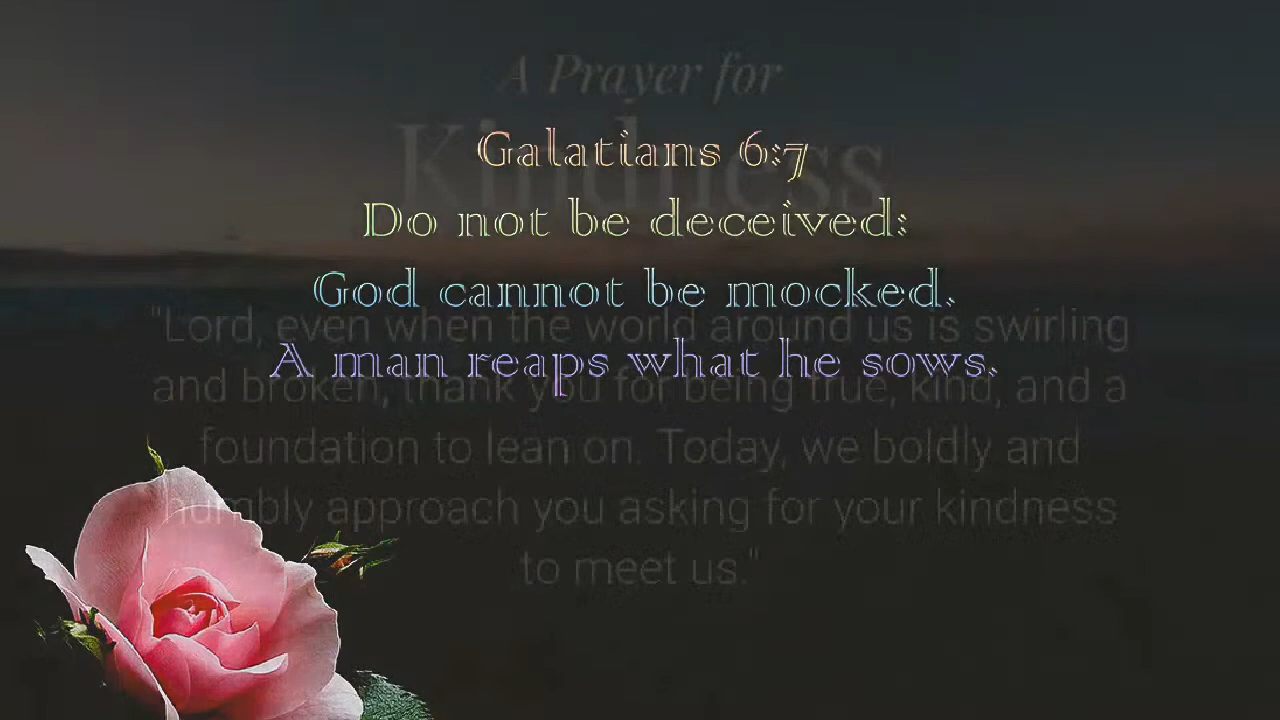 A Prayer for
Kindness
Galatians 6:7
Do not be deceived:
God cannot be mocked.
A man reaps what he sows.
"Lord, even when the world around us is swirling
and broken, thank you for being true, kind, and a
foundation to lean on. Today, we boldly and
humbly approach you asking for your kindness
to meet us."